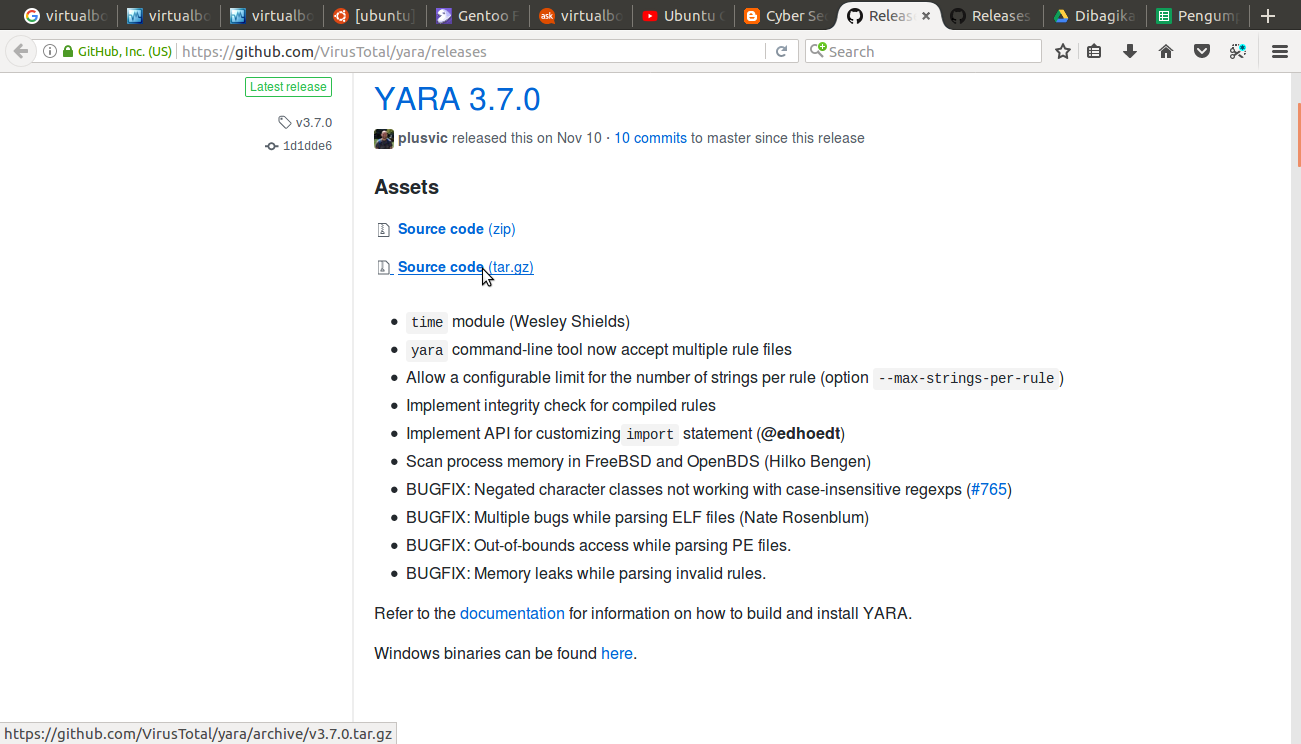 virtualbo virtualbo virtualbo [ubuntu] Gentoo F virtualbo Ubuntu Cyber Se Releas × Releases Dibagika Pengum
GitHub, Inc. (US) https://github.com/VirusTotal/yara/releases Search
Latest release
YARA 3.7.0
v3.7.0
plusvic released this on Nov 10 · 10 commits to master since this release
1d1dde6
Assets
Source code (zip)
Source code (tar.gz)
• time module (Wesley Shields)
• yara command-line tool now accept multiple rule files
• Allow a configurable limit for the number of strings per rule (option --max-strings-per-rule )
• Implement integrity check for compiled rules
• Implement API for customizing import statement (@edhoedt)
• Scan process memory in FreeBSD and OpenBDS (Hilko Bengen)
• BUGFIX: Negated character classes not working with case-insensitive regexps (#765)
• BUGFIX: Multiple bugs while parsing ELF files (Nate Rosenblum)
• BUGFIX: Out-of-bounds access while parsing PE files.
• BUGFIX: Memory leaks while parsing invalid rules.
Refer to the documentation for information on how to build and install YARA.
Windows binaries can be found here.
https://github.com/VirusTotal/yara/archive/v3.7.0.tar.gz